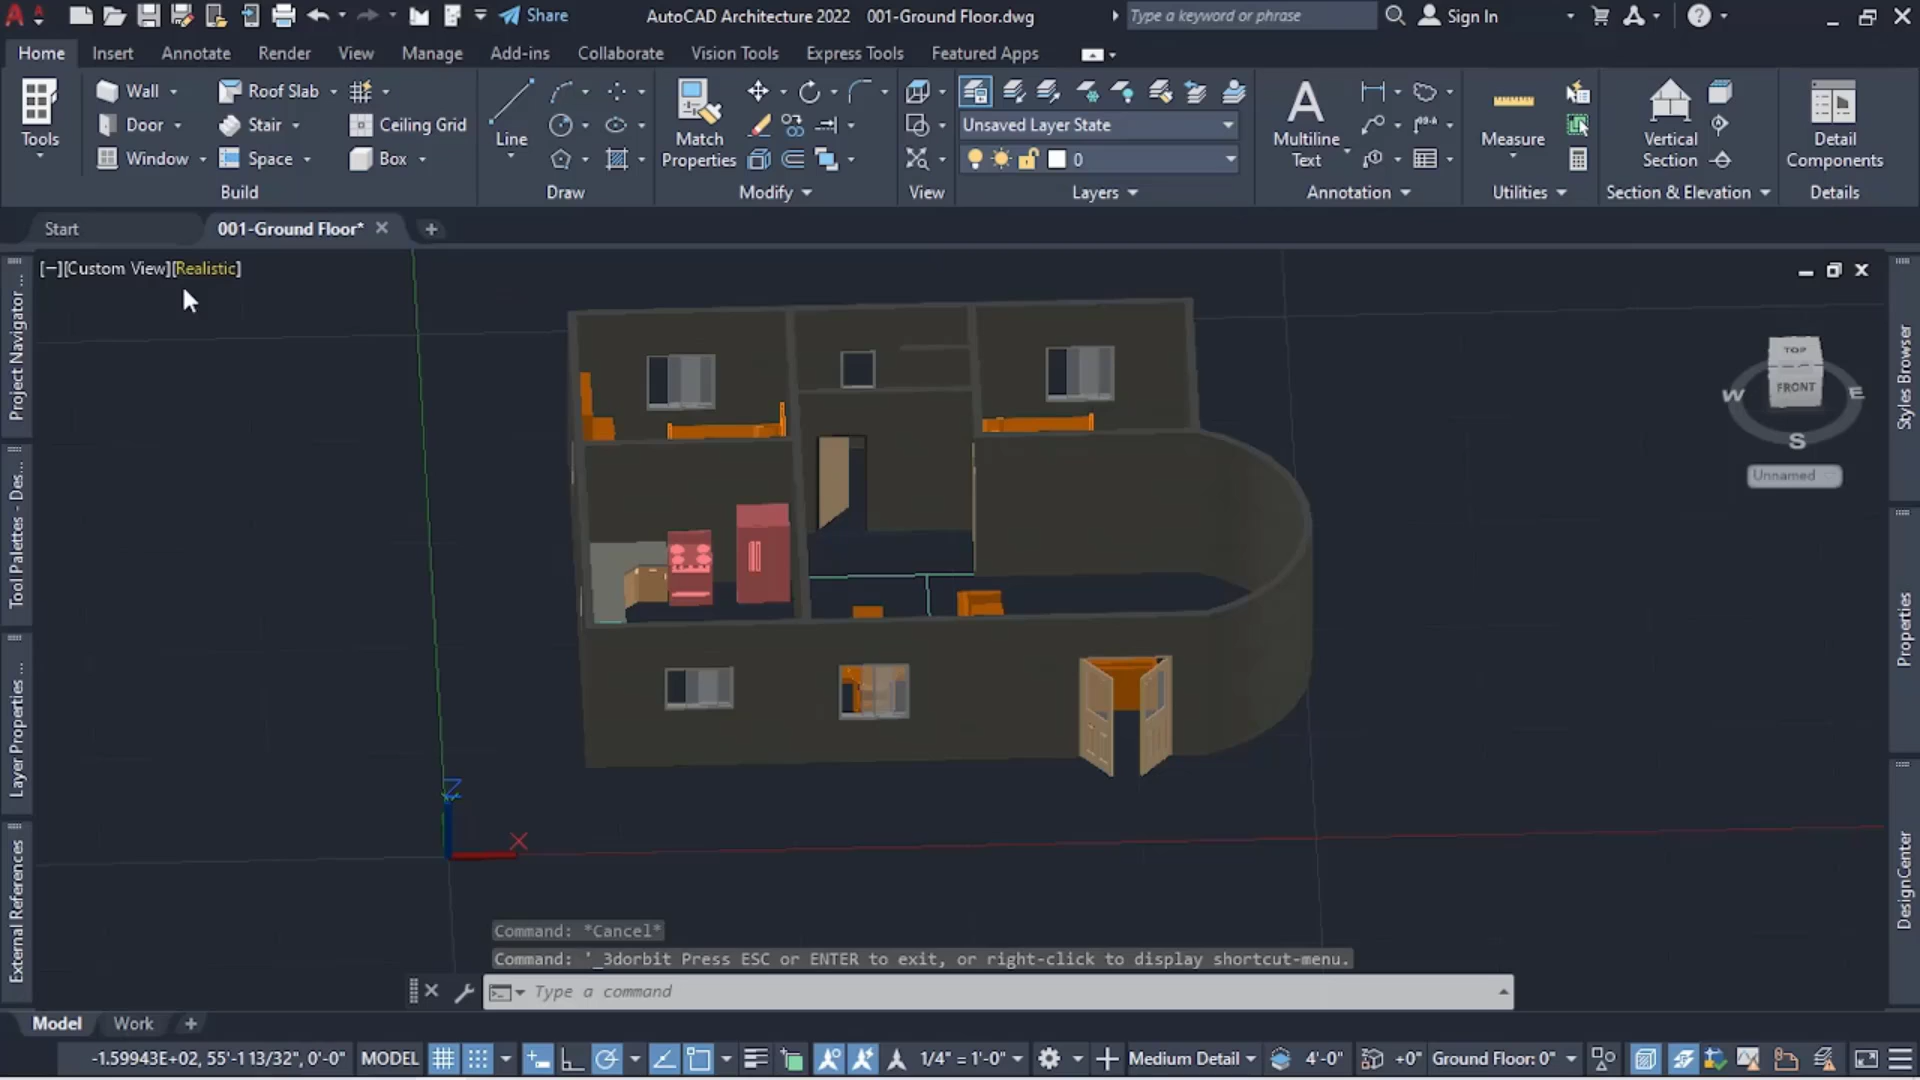 Share
AutoCAD Architecture 2022 001-Ground Floor.dwg
Type a keyword or phrase
Sign In
Home Insert Annotate Render View Manage Add-ins Collaborate Vision Tools Express Tools Featured Apps
Tools
Wall
Door
Window
Roof Slab
Stair
Space
Ceiling Grid
Box
Build
Line
Draw
Match
Properties
Modify
View
Unsaved Layer State
0
Layers
A
Multiline
Text
Annotation
Measure
Utilities
Vertical
Section
Section & Elevation
Detail
Components
Details
Start
001-Ground Floor*
[−][Custom View][Realistic]
TOP
FRONT
W
E
S
Unnamed
Project Navigator ...
Tool Palettes - Des...
Layer Properties ...
External References
Styles Browser
Properties
DesignCenter
Z
X
Command: *Cancel*
Command: '_3dorbit Press ESC or ENTER to exit, or right-click to display shortcut-menu.
Type a command
Model
Work
-1.59943E+02, 55'-1 13/32", 0'-0"
MODEL
1/4" = 1'-0"
Medium Detail
4'-0"
+0"
Ground Floor: 0"